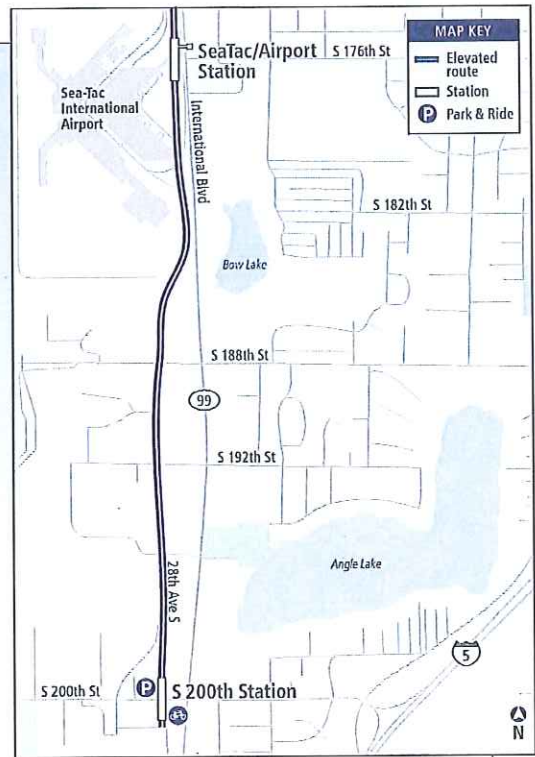 MAP KEY
Elevated
route
Station
P Park & Ride
SeaTac/Airport
Station
S 176th St
Sea-Tac
International
Airport
International Blvd
S 182th St
Bow Lake
S 188th St
99
S 192th St
28th Ave S
Angle Lake
5
S 200th St
P
S 200th Station
N